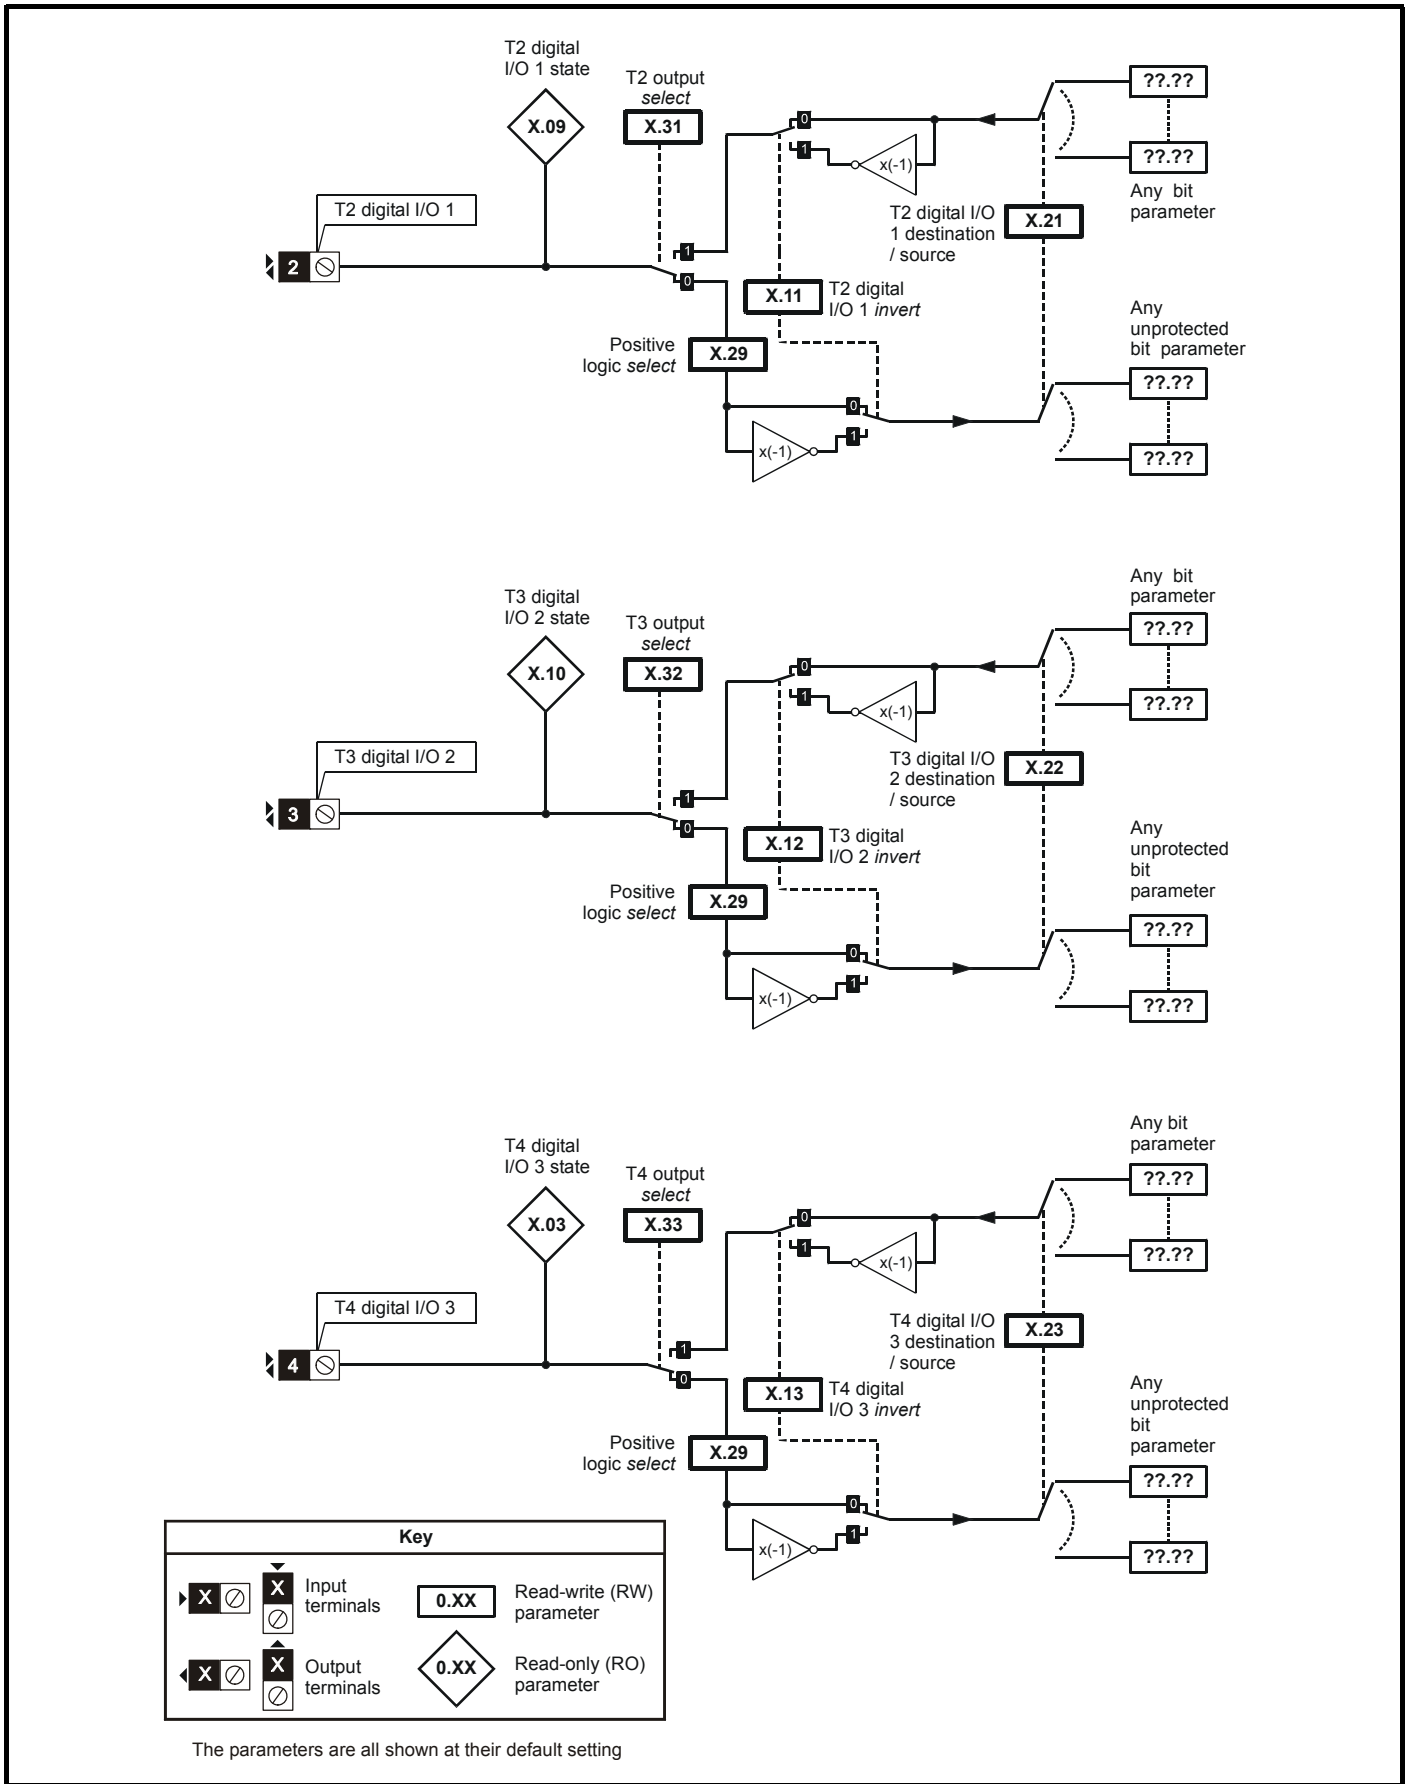 T2 digital
I/O 1 state
X.09
T2 output
select
X.31
0
1
x(-1)
??.??
??.??
Any bit
parameter
T2 digital I/O 1
2
1
0
T2 digital I/O
1 destination
/ source
X.21
X.11
T2 digital
I/O 1 invert
Positive
logic select
X.29
0
1
x(-1)
Any
unprotected
bit parameter
??.??
??.??
T3 digital
I/O 2 state
X.10
T3 output
select
X.32
0
1
x(-1)
Any bit
parameter
??.??
??.??
T3 digital I/O 2
3
1
0
T3 digital I/O
2 destination
/ source
X.22
X.12
T3 digital
I/O 2 invert
Positive
logic select
X.29
0
1
x(-1)
Any
unprotected
bit
parameter
??.??
??.??
T4 digital
I/O 3 state
X.03
T4 output
select
X.33
0
1
x(-1)
Any bit
parameter
??.??
??.??
T4 digital I/O 3
4
1
0
T4 digital I/O
3 destination
/ source
X.23
X.13
T4 digital
I/O 3 invert
Positive
logic select
X.29
0
1
x(-1)
Any
unprotected
bit
parameter
??.??
??.??
Key
X
X
Input
terminals
0.XX
Read-write (RW)
parameter
X
X
Output
terminals
0.XX
Read-only (RO)
parameter
The parameters are all shown at their default setting